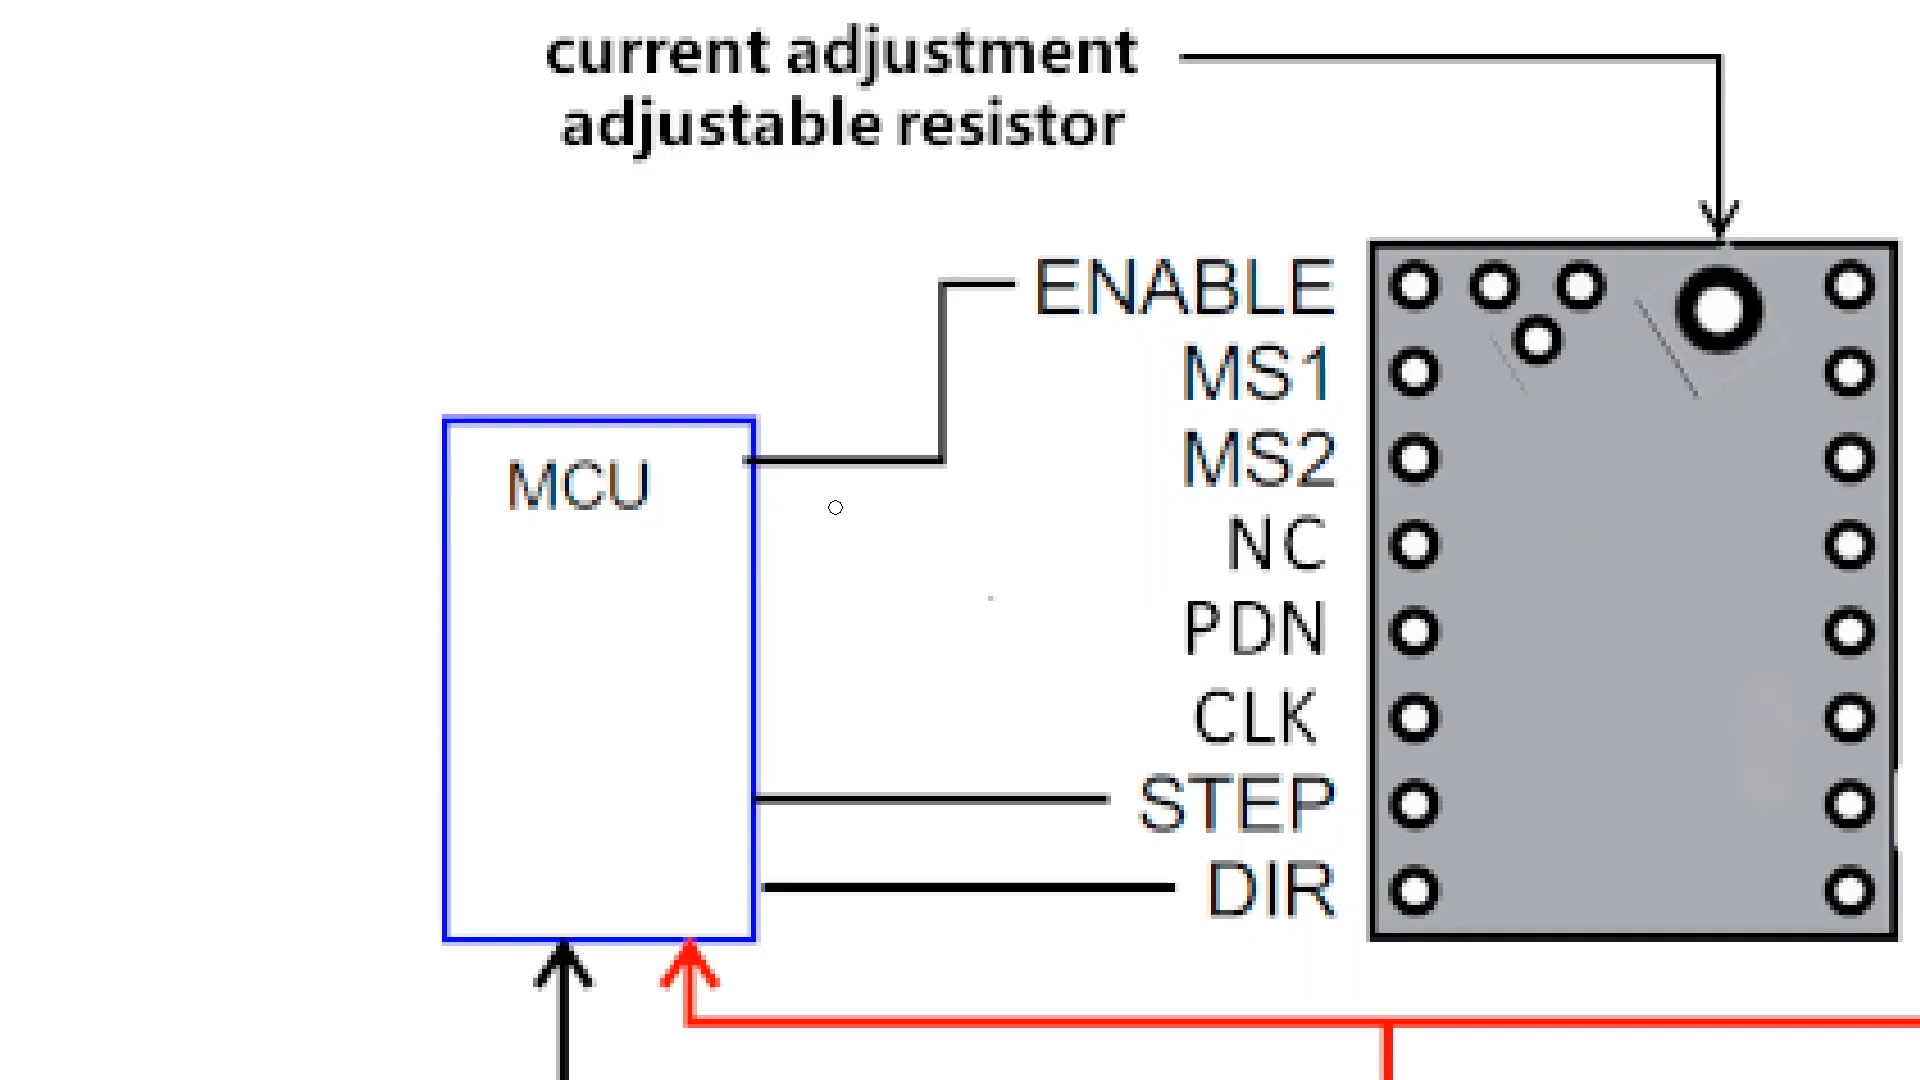 current adjustment
adjustable resistor
ENABLE
MS1
MS2
NC
PDN
CLK
STEP
DIR
MCU